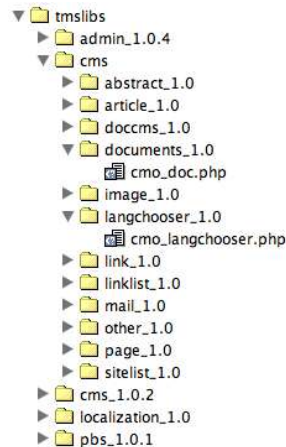 tmslibs
admin_1.0.4
cms
abstract_1.0
article_1.0
doccms_1.0
documents_1.0
cmo_doc.php
image_1.0
langchooser_1.0
cmo_langchooser.php
link_1.0
linklist_1.0
mail_1.0
other_1.0
page_1.0
sitelist_1.0
cms_1.0.2
localization_1.0
pbs_1.0.1